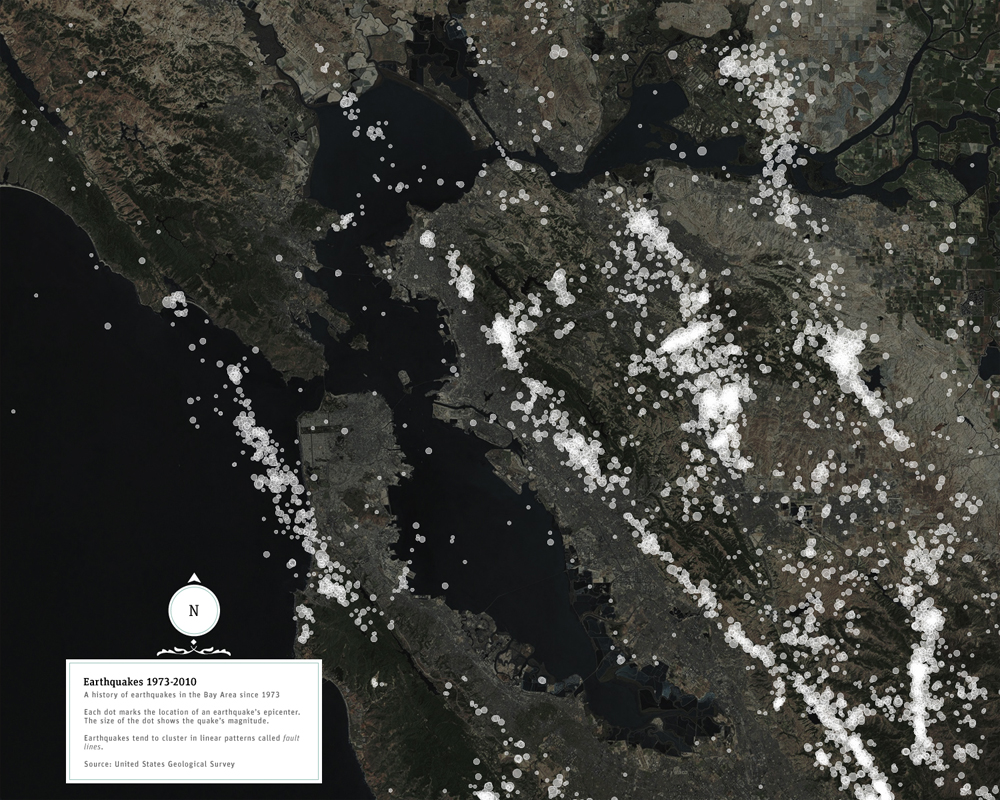 N
Earthquakes 1973-2010
A history of earthquakes in the Bay Area since 1973
Each dot marks the location of an earthquake's epicenter.
The size of the dot shows the quake's magnitude.
Earthquakes tend to cluster in linear patterns called fault
lines.
Source: United States Geological Survey